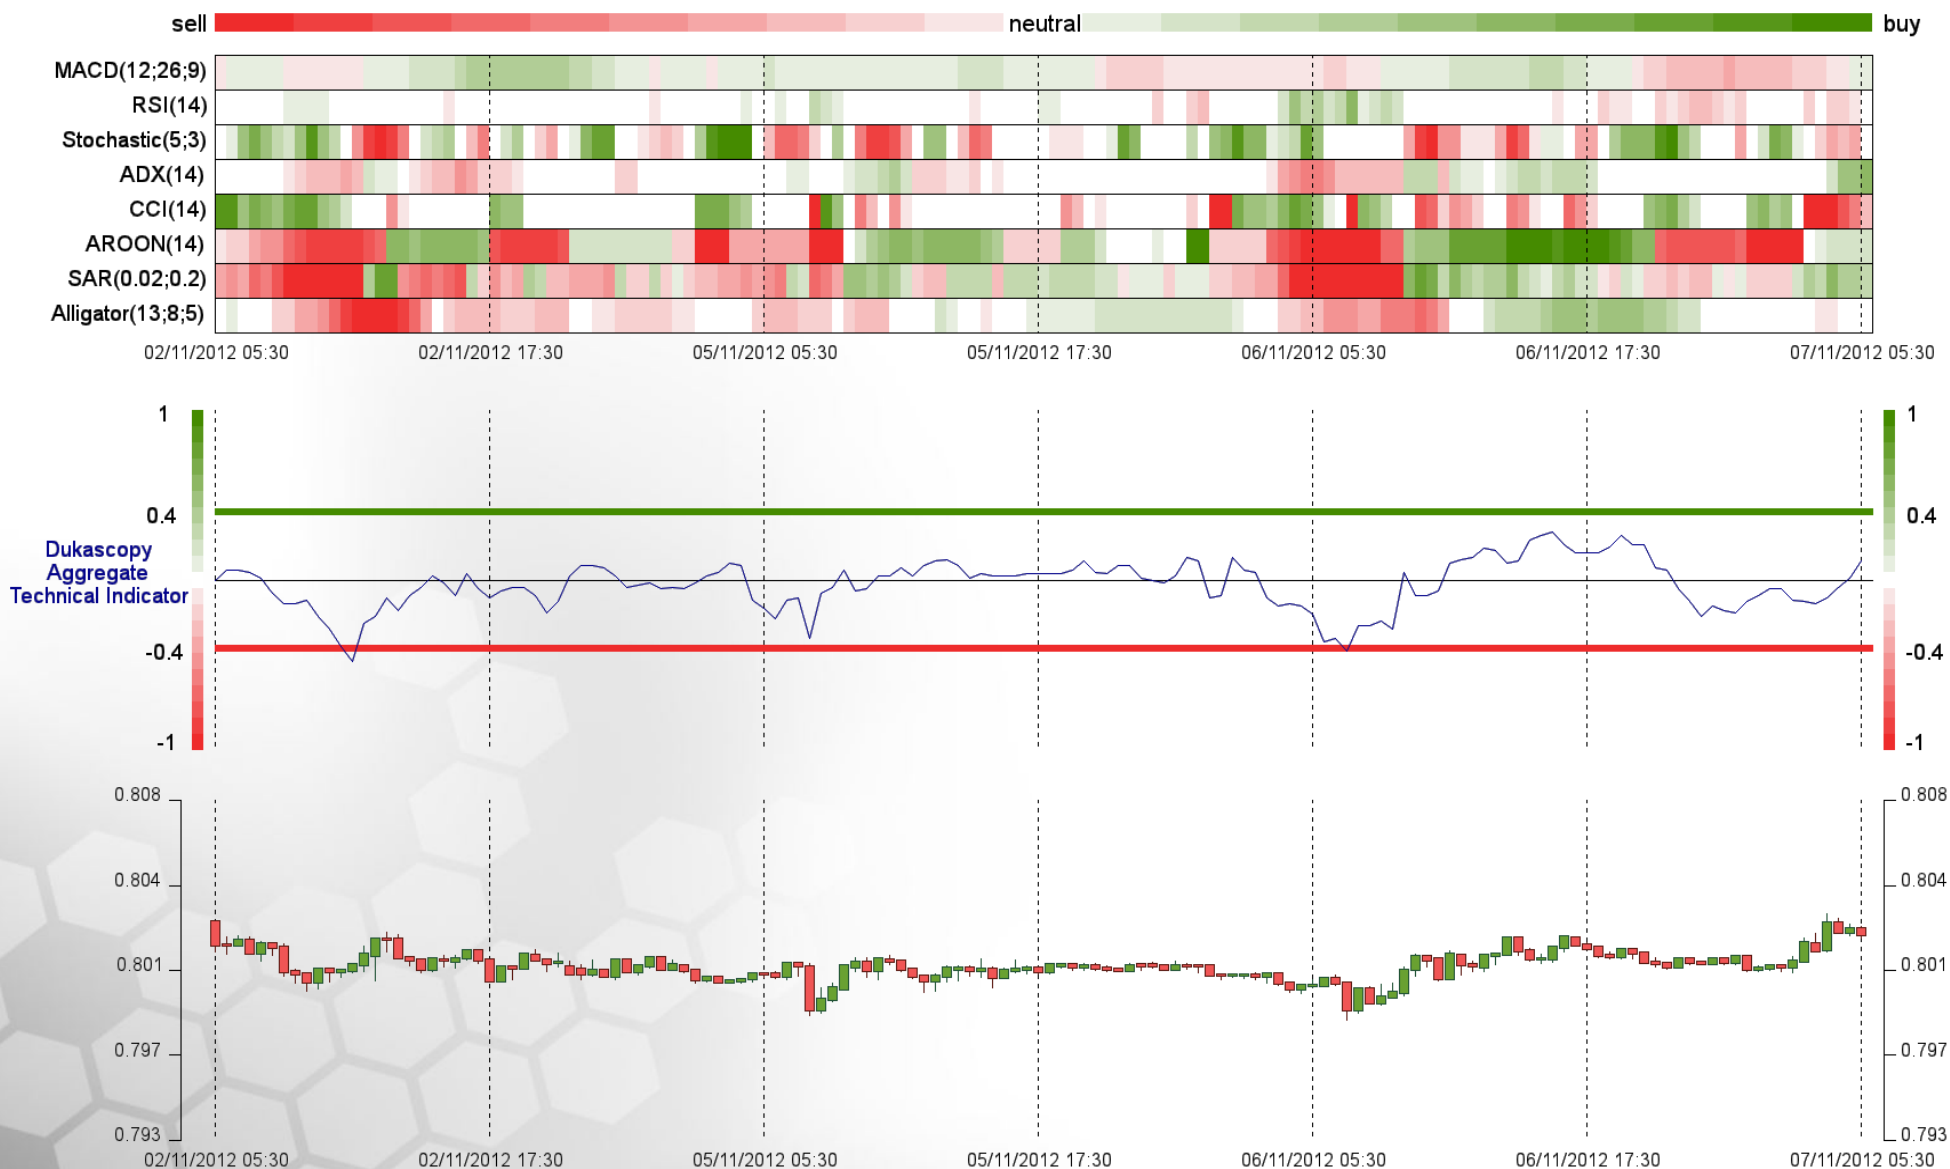 sell neutral buy
MACD(12;26;9)
RSI(14)
Stochastic(5;3)
ADX(14)
CCI(14)
AROON(14)
SAR(0.02;0.2)
Alligator(13;8;5)
02/11/2012 05:30 02/11/2012 17:30 05/11/2012 05:30 05/11/2012 17:30 06/11/2012 05:30 06/11/2012 17:30 07/11/2012 05:30
1 1
0.4 0.4
Dukascopy
Aggregate
Technical Indicator
-0.4 -0.4
-1 -1
0.808 0.808
0.804 0.804
0.801 0.801
0.797 0.797
0.793 0.793
02/11/2012 05:30 02/11/2012 17:30 05/11/2012 05:30 05/11/2012 17:30 06/11/2012 05:30 06/11/2012 17:30 07/11/2012 05:30